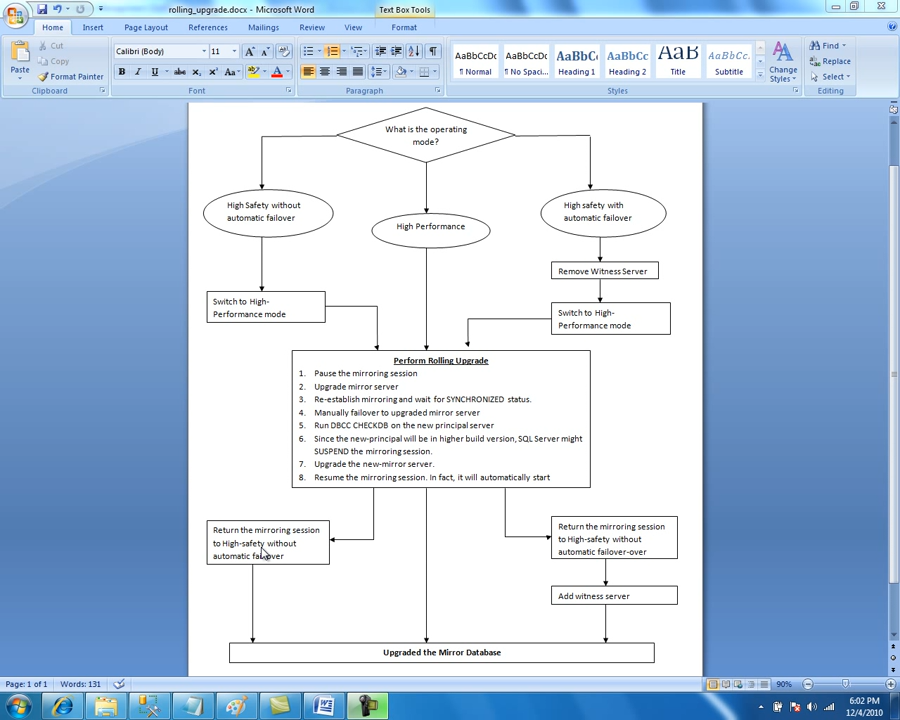 rolling_upgrade.docx - Microsoft Word
Text Box Tools
Home
Insert
Page Layout
References
Mailings
Review
View
Format
Paste
Cut
Copy
Format Painter
Clipboard
Calibri (Body)
11
Font
Paragraph
AaBbCcDc
¶ Normal
AaBbCcDc
¶ No Spaci...
AaBbCc
Heading 1
AaBbCc
Heading 2
AaB
Title
AaBbCc
Subtitle
Change
Styles
Styles
Find
Replace
Select
Editing
What is the operating
mode?
High Safety without
automatic failover
High Performance
High safety with
automatic failover
Remove Witness Server
Switch to High-
Performance mode
Switch to High-
Performance mode
Perform Rolling Upgrade
1. Pause the mirroring session
2. Upgrade mirror server
3. Re-establish mirroring and wait for SYNCHRONIZED status.
4. Manually failover to upgraded mirror server
5. Run DBCC CHECKDB on the new principal server
6. Since the new-principal will be in higher build version, SQL Server might
SUSPEND the mirroring session.
7. Upgrade the new-mirror server.
8. Resume the mirroring session. In fact, it will automatically start
Return the mirroring session
to High-safety without
automatic failover
Return the mirroring session
to High-safety without
automatic failover-over
Add witness server
Upgraded the Mirror Database
Page: 1 of 1
Words: 131
90%
6:02 PM
12/4/2010